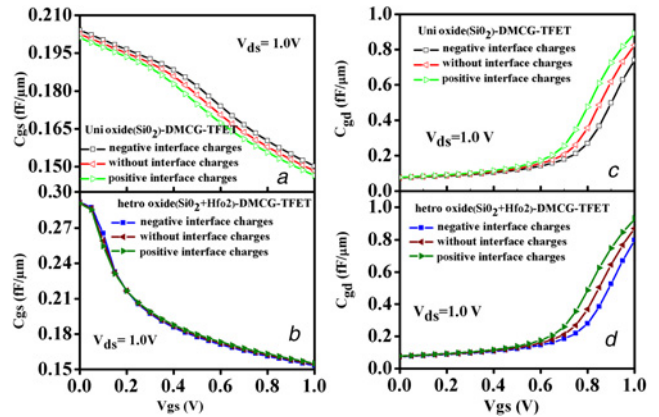 0.210
0.195
0.180
0.165
0.150
Cgs (fF/µm)
Vds= 1.0V
Uni oxide(SiO2)-DMCG-TFET
negative interface charges
without interface charges
positive interface charges
a
0.30
0.27
0.24
0.21
0.18
0.15
Cgs (fF/µm)
hetro oxide(SiO2+Hfo2)-DMCG-TFET
negative interface charges
without interface charges
positive interface charges
Vds= 1.0V
b
0.0 0.2 0.4 0.6 0.8 1.0
Vgs (V)
1.0
0.8
0.6
0.4
0.2
0.0
Cgd (fF/µm)
Uni oxide(SiO2)-DMCG-TFET
negative interface charges
without interface charges
positive interface charges
Vds=1.0 V
c
1.0
0.8
0.6
0.4
0.2
0.0
Cgd (fF/µm)
hetro oxide(SiO2+Hfo2)-DMCG-TFET
negative interface charges
without interface charges
positive interface charges
Vds=1.0 V
d
0.0 0.2 0.4 0.6 0.8 1.0
Vgs (V)